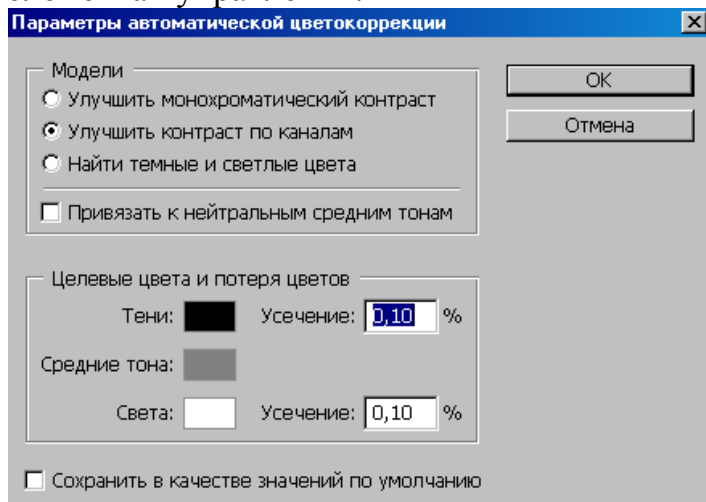 Параметры автоматической цветокоррекции
Модели
Улучшить монохроматический контраст
Улучшить контраст по каналам
Найти темные и светлые цвета
Привязать к нейтральным средним тонам
OK
Отмена
Целевые цвета и потеря цветов
Тени: Усечение: 0,10 %
Средние тона:
Света: Усечение: 0,10 %
Сохранить в качестве значений по умолчанию